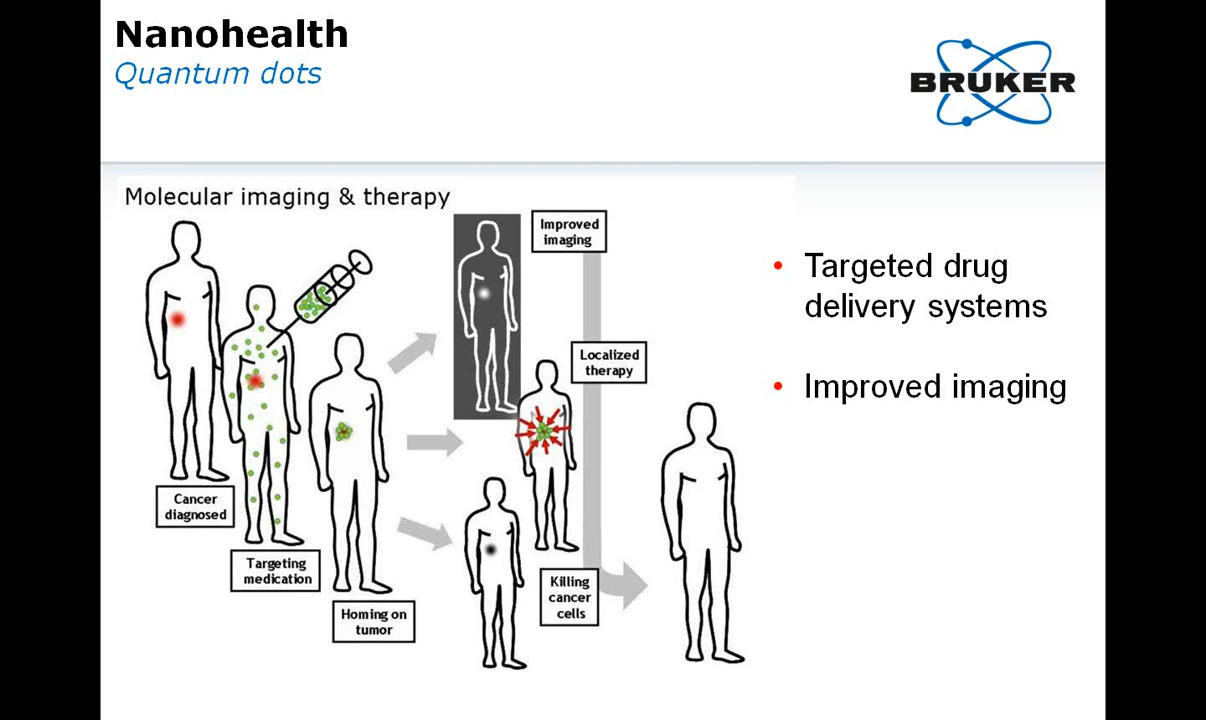 Nanohealth
Quantum dots
BRUKER
Molecular imaging & therapy
Improved
imaging
Localized
therapy
Cancer
diagnosed
Targeting
medication
Homing on
tumor
Killing
cancer
cells
• Targeted drug
delivery systems
• Improved imaging